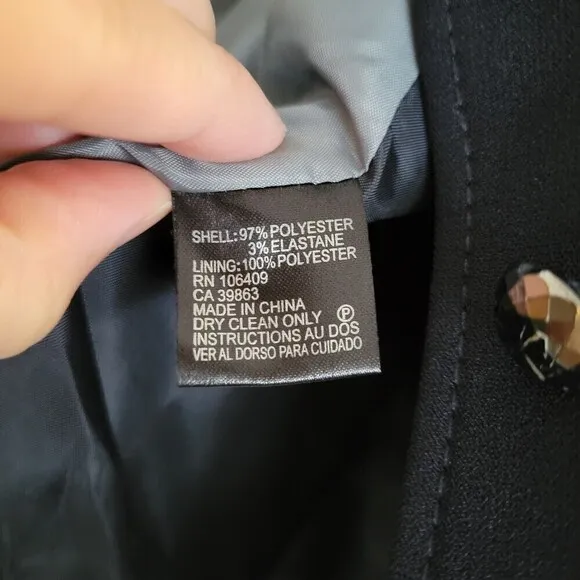 SHELL: 97% POLYESTER
3% ELASTANE
LINING: 100% POLYESTER
RN 106409
CA 39863
MADE IN CHINA
DRY CLEAN ONLY Ⓟ
INSTRUCTIONS AU DOS
VER AL DORSO PARA CUIDADO